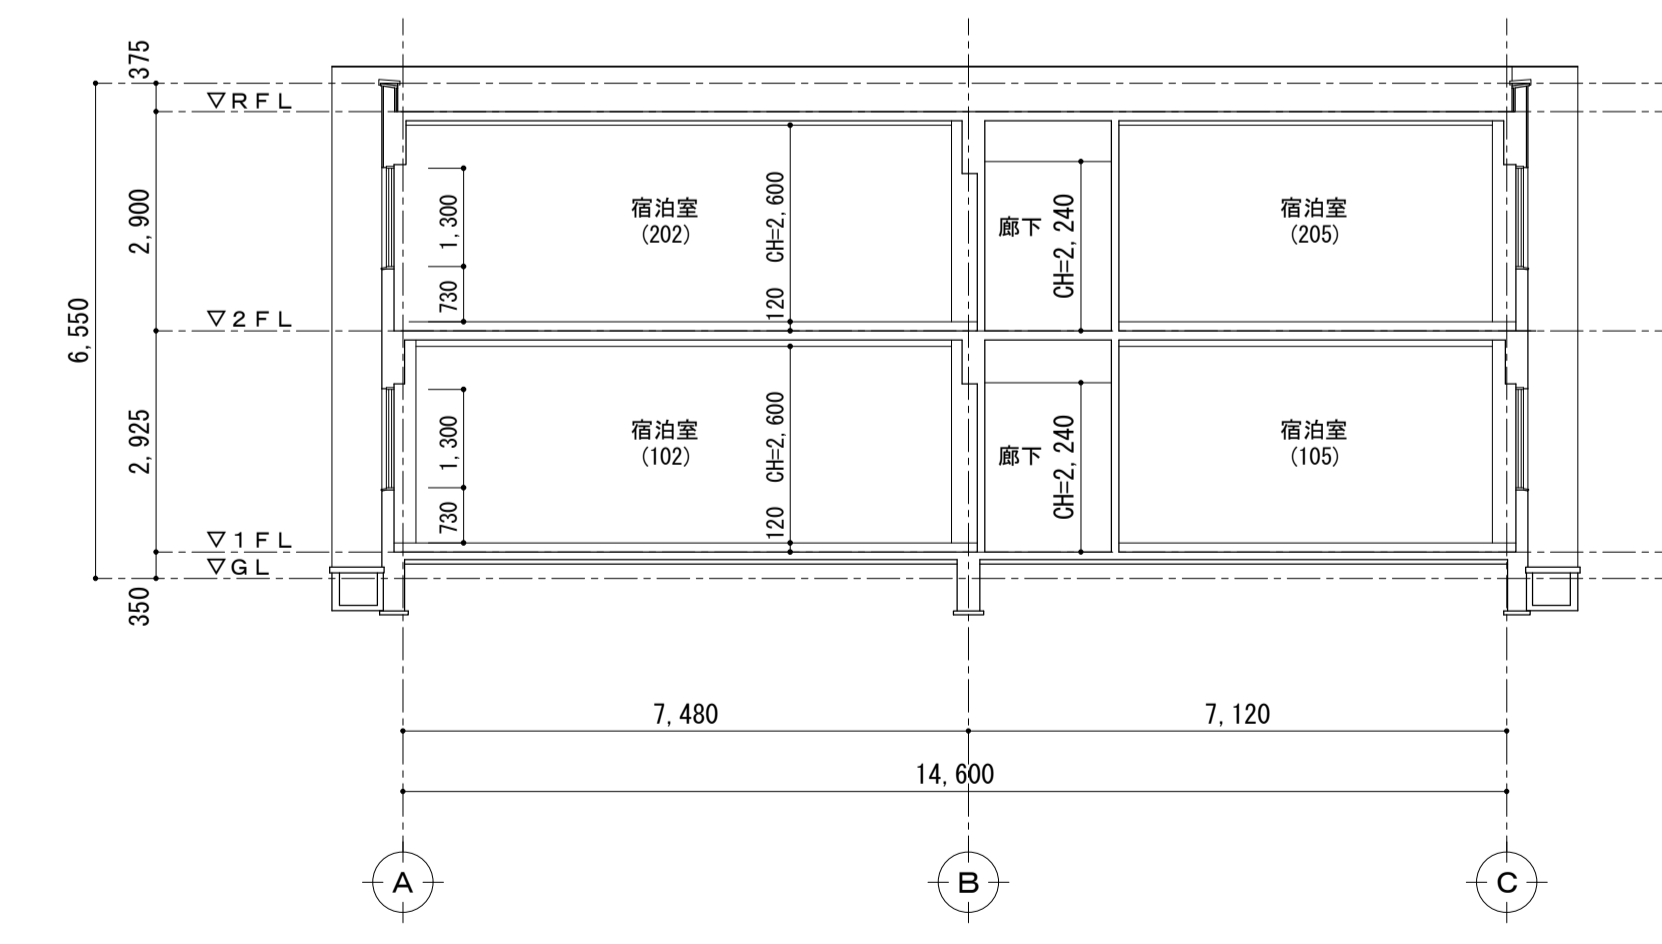 375
▽RFL
2,900
1,300
730
宿泊室
(202)
120 CH=2,600
廊下
CH=2,240
宿泊室
(205)
6,550
▽2FL
2,925
1,300
730
宿泊室
(102)
120 CH=2,600
廊下
CH=2,240
宿泊室
(105)
▽1FL
▽GL
350
7,480
7,120
14,600
A
B
C